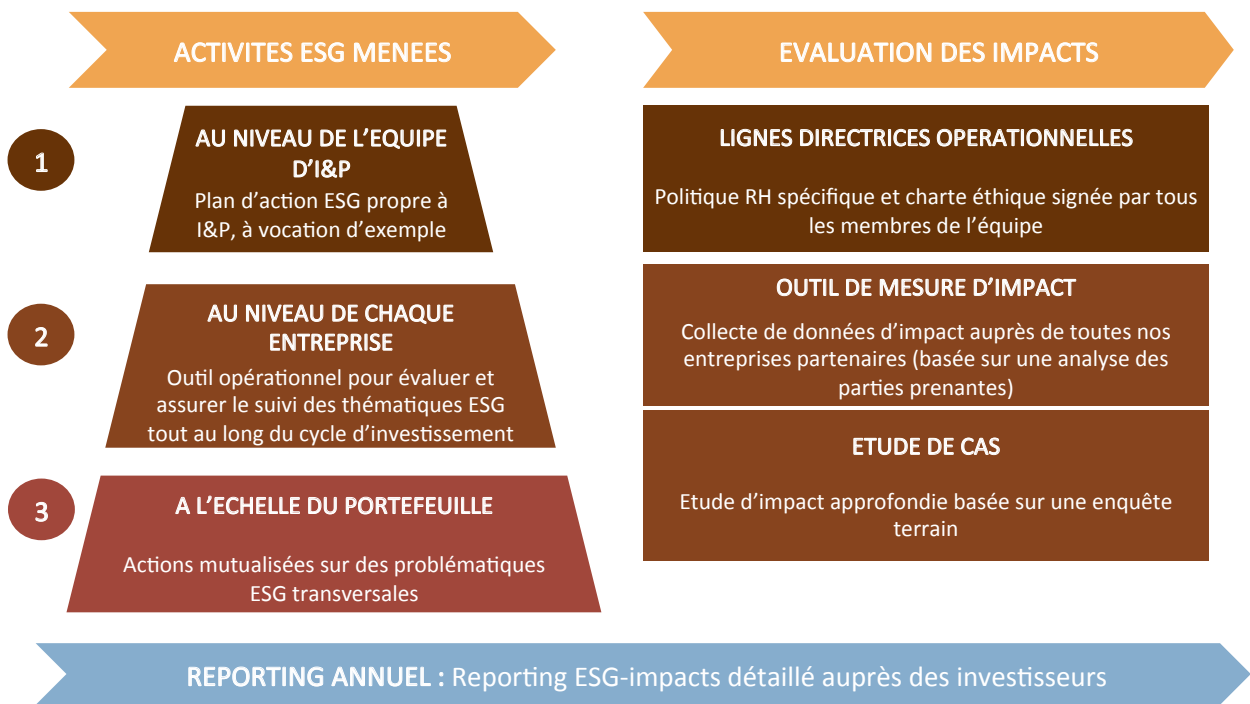 ACTIVITES ESG MENEES
1
AU NIVEAU DE L’EQUIPE
D’I&P
Plan d’action ESG propre à
I&P, à vocation d’exemple
2
AU NIVEAU DE CHAQUE
ENTREPRISE
Outil opérationnel pour évaluer et
assurer le suivi des thématiques ESG
tout au long du cycle d’investissement
3
A L’ECHELLE DU PORTEFEUILLE
Actions mutualisées sur des problématiques
ESG transversales
EVALUATION DES IMPACTS
LIGNES DIRECTRICES OPERATIONNELLES
Politique RH spécifique et charte éthique signée par tous
les membres de l’équipe
OUTIL DE MESURE D’IMPACT
Collecte de données d’impact auprès de toutes nos
entreprises partenaires (basée sur une analyse des
parties prenantes)
ETUDE DE CAS
Etude d’impact approfondie basée sur une enquête
terrain
REPORTING ANNUEL : Reporting ESG-impacts détaillé auprès des investisseurs